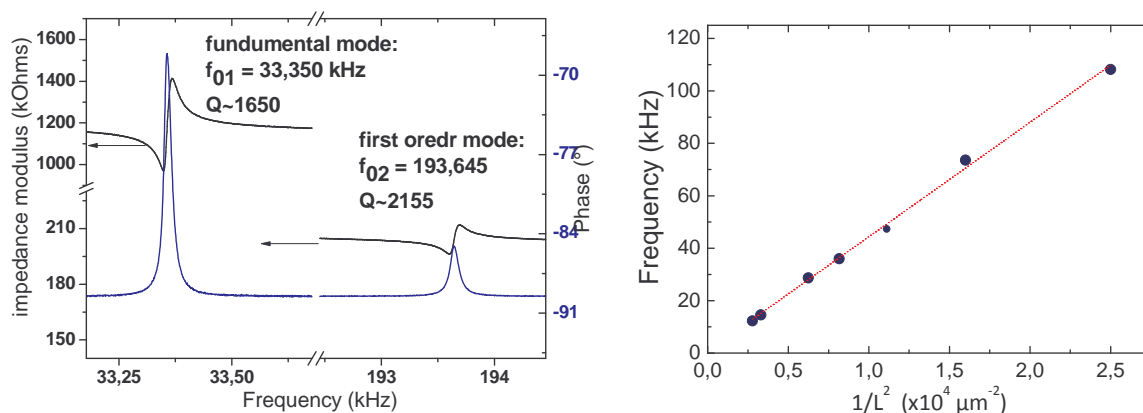 fundumental mode:
f01 = 33,350 kHz
Q~1650
first oredr mode:
f02 = 193,645
Q~2155
impedance modulus (kOhms)
1600
1400
1200
1000
210
180
150
33,25
33,50
193
194
Frequency (kHz)
-70
-77
-84
-91
Phase (°)
Frequency (kHz)
120
100
80
60
40
20
0
0,0
0,5
1,0
1,5
2,0
2,5
1/L² (x10⁴ µm⁻²)